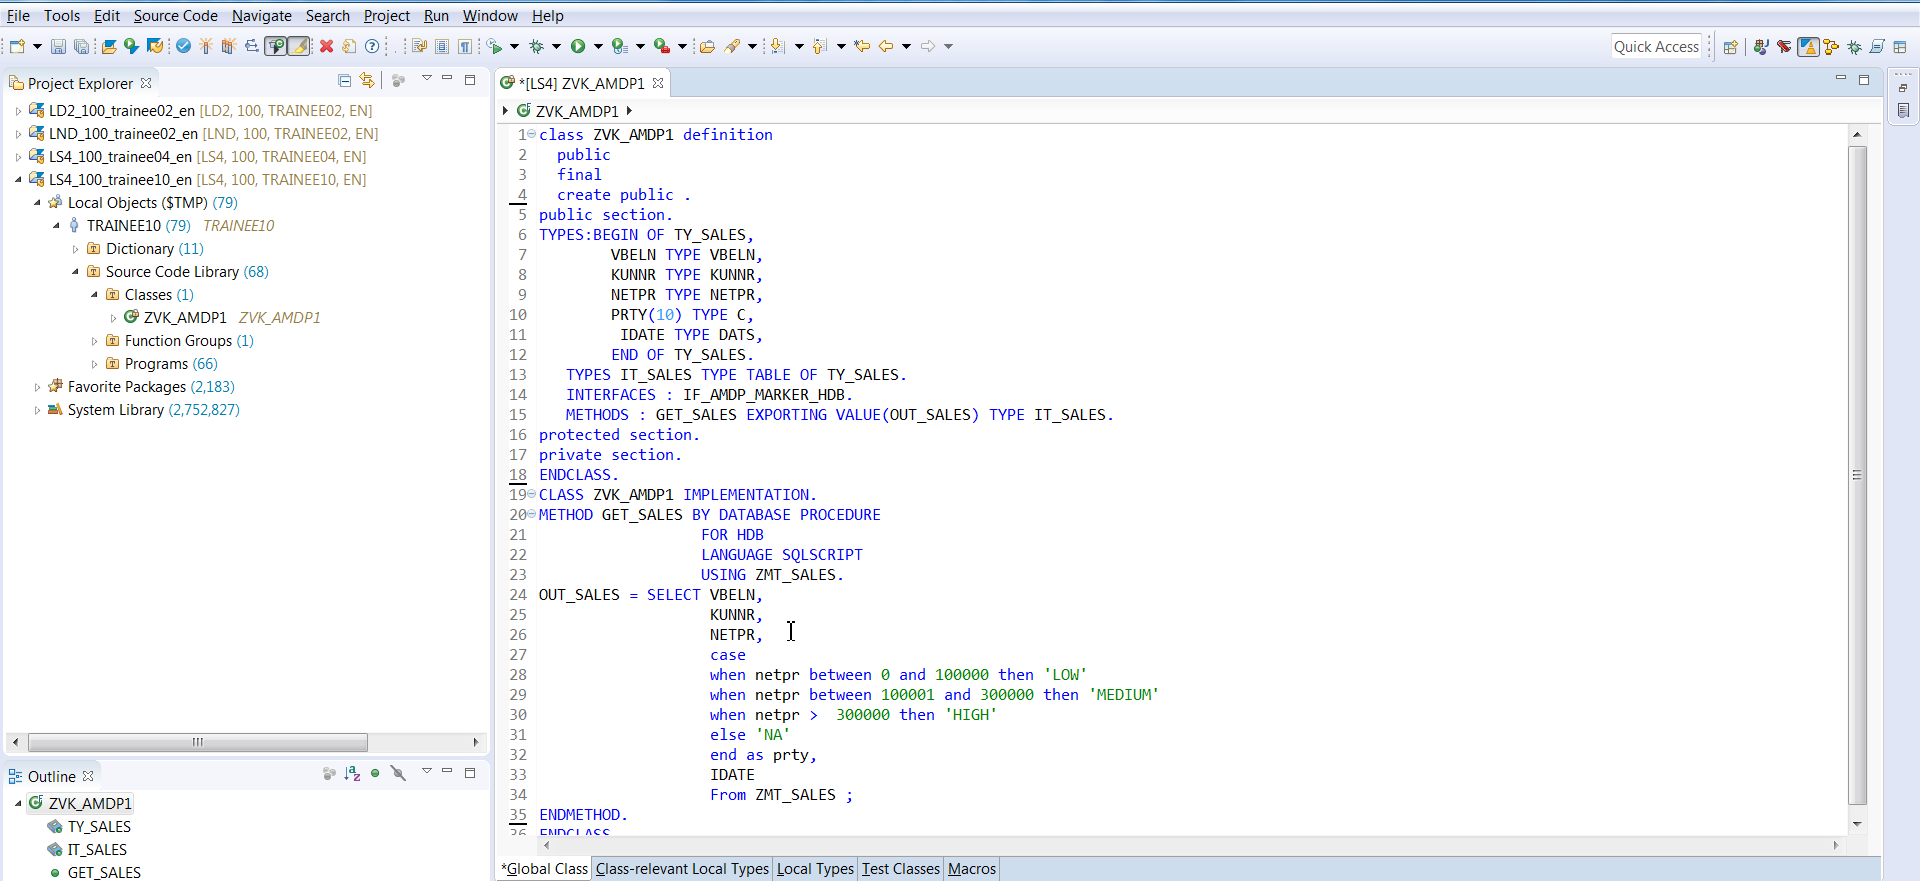 File Tools Edit Source Code Navigate Search Project Run Window Help
Quick Access
Project Explorer
LD2_100_trainee02_en [LD2, 100, TRAINEE02, EN]
LND_100_trainee02_en [LND, 100, TRAINEE02, EN]
LS4_100_trainee04_en [LS4, 100, TRAINEE04, EN]
LS4_100_trainee10_en [LS4, 100, TRAINEE10, EN]
Local Objects ($TMP) (79)
TRAINEE10 (79) TRAINEE10
Dictionary (11)
Source Code Library (68)
Classes (1)
ZVK_AMDP1 ZVK_AMDP1
Function Groups (1)
Programs (66)
Favorite Packages (2,183)
System Library (2,752,827)
Outline
ZVK_AMDP1
TY_SALES
IT_SALES
GET_SALES
*[LS4] ZVK_AMDP1
ZVK_AMDP1
1 class ZVK_AMDP1 definition
2 public
3 final
4 create public .
5 public section.
6 TYPES:BEGIN OF TY_SALES,
7 VBELN TYPE VBELN,
8 KUNNR TYPE KUNNR,
9 NETPR TYPE NETPR,
10 PRTY(10) TYPE C,
11 IDATE TYPE DATS,
12 END OF TY_SALES.
13 TYPES IT_SALES TYPE TABLE OF TY_SALES.
14 INTERFACES : IF_AMDP_MARKER_HDB.
15 METHODS : GET_SALES EXPORTING VALUE(OUT_SALES) TYPE IT_SALES.
16 protected section.
17 private section.
18 ENDCLASS.
19 CLASS ZVK_AMDP1 IMPLEMENTATION.
20 METHOD GET_SALES BY DATABASE PROCEDURE
21 FOR HDB
22 LANGUAGE SQLSCRIPT
23 USING ZMT_SALES.
24 OUT_SALES = SELECT VBELN,
25 KUNNR,
26 NETPR,
27 case
28 when netpr between 0 and 100000 then 'LOW'
29 when netpr between 100001 and 300000 then 'MEDIUM'
30 when netpr > 300000 then 'HIGH'
31 else 'NA'
32 end as prty,
33 IDATE
34 From ZMT_SALES ;
35 ENDMETHOD.
36 ENDCLASS
*Global Class Class-relevant Local Types Local Types Test Classes Macros